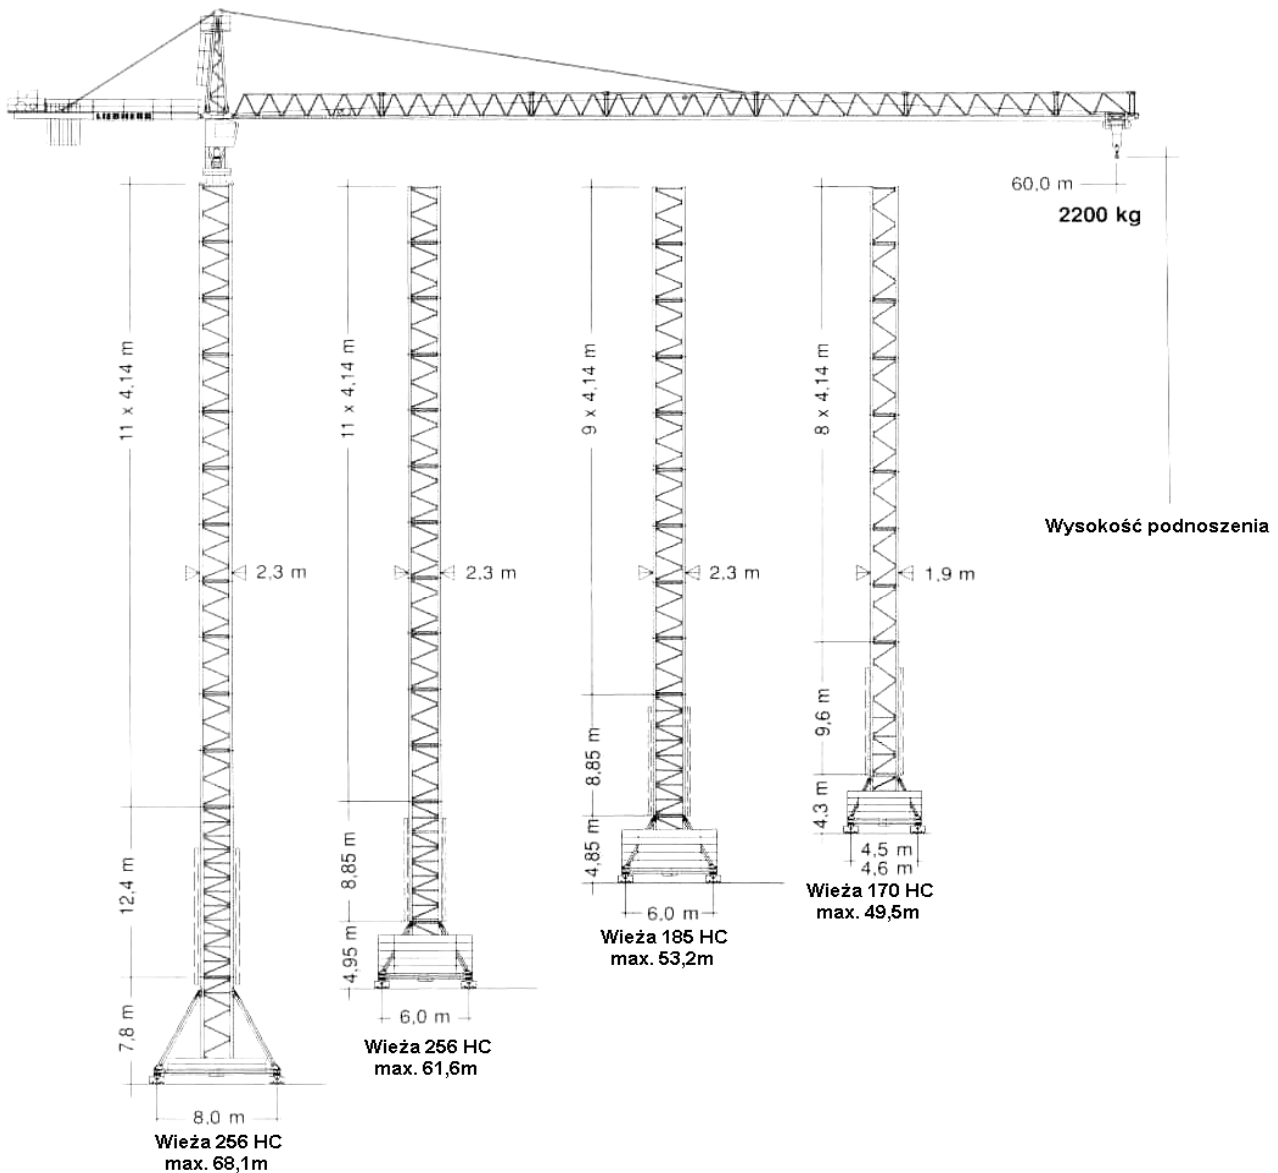 LIEBHERR
60,0 m
2200 kg
Wysokość podnoszenia
11 x 4,14 m
2,3 m
12,4 m
7,8 m
8,0 m
Wieża 256 HC
max. 68,1m
11 x 4,14 m
2,3 m
8,85 m
4,95 m
6,0 m
Wieża 256 HC
max. 61,6m
9 x 4,14 m
2,3 m
8,85 m
4,85 m
6,0 m
Wieża 185 HC
max. 53,2m
8 x 4,14 m
1,9 m
9,6 m
4,3 m
4,5 m
4,6 m
Wieża 170 HC
max. 49,5m